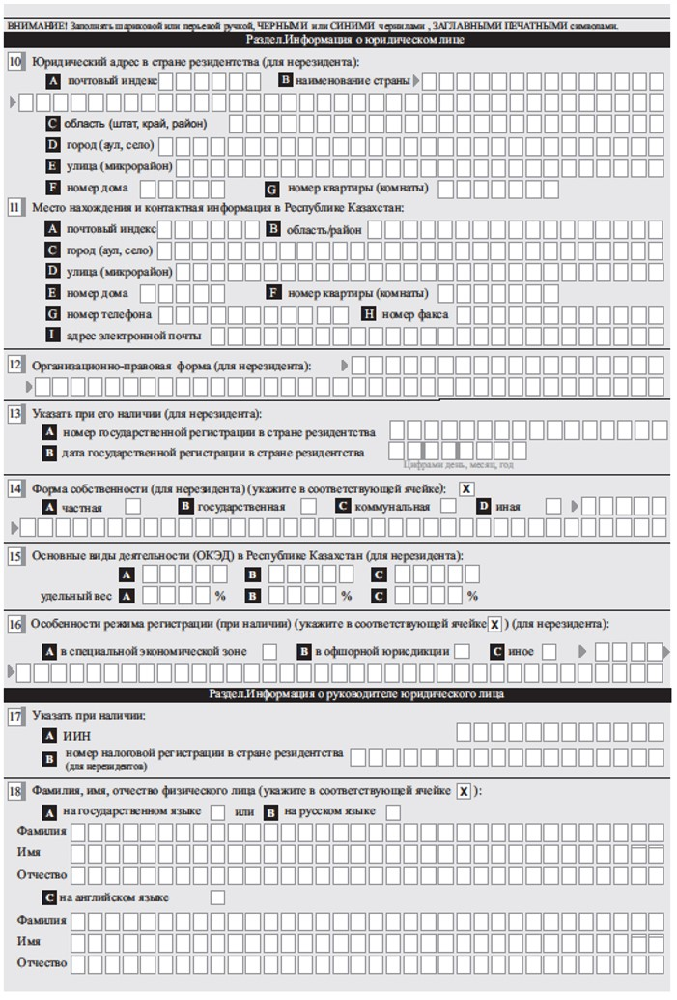 ВНИМАНИЕ! Заполнять шариковой или перьевой ручкой, ЧЕРНЫМИ или СИНИМИ чернилами , ЗАГЛАВНЫМИ ПЕЧАТНЫМИ символами.
Раздел.Информация о юридическом лице
10 Юридический адрес в стране резидентства (для нерезидента):
A почтовый индекс B наименование страны
C область (штат, край, район)
D город (аул, село)
E улица (микрорайон)
F номер дома G номер квартиры (комнаты)
11 Место нахождения и контактная информация в Республике Казахстан:
A почтовый индекс B область/район
C город (аул, село)
D улица (микрорайон)
E номер дома F номер квартиры (комнаты)
G номер телефона H номер факса
I адрес электронной почты
12 Организационно-правовая форма (для нерезидента):
13 Указать при его наличии (для нерезидента):
A номер государственной регистрации в стране резидентства
B дата государственной регистрации в стране резидентства
Цифрами день, месяц, год
14 Форма собственности (для нерезидента) (укажите в соответствующей ячейке): X
A частная B государственная C коммунальная D иная
15 Основные виды деятельности (ОКЭД) в Республике Казахстан (для нерезидента):
A B C
удельный вес A % B % C %
16 Особенности режима регистрации (при наличии) (укажите в соответствующей ячейке X ) (для нерезидента):
A в специальной экономической зоне B в офшорной юрисдикции C иное
Раздел.Информация о руководителе юридического лица
17 Указать при наличии:
A ИИН
B номер налоговой регистрации в стране резидентства
(для нерезидентов)
18 Фамилия, имя, отчество физического лица (укажите в соответствующей ячейке X ):
A на государственном языке или B на русском языке
Фамилия
Имя
Отчество
C на английском языке
Фамилия
Имя
Отчество